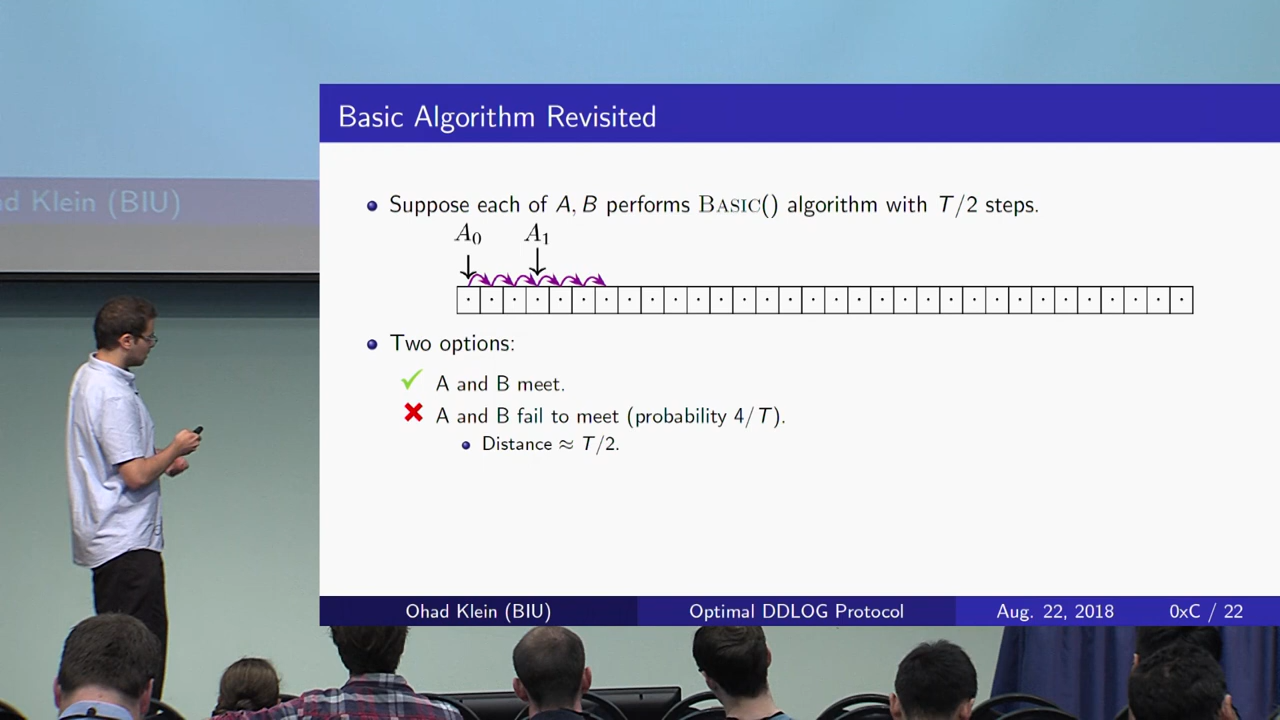 Basic Algorithm Revisited
d Klein (BIU)
Suppose each of A, B performs BASIC() algorithm with T/2 steps.
A₀ A₁
Two options:
✓ A and B meet.
✗ A and B fail to meet (probability 4/T).
Distance ≈ T/2.
Ohad Klein (BIU) Optimal DDLOG Protocol Aug. 22, 2018 0xC / 22